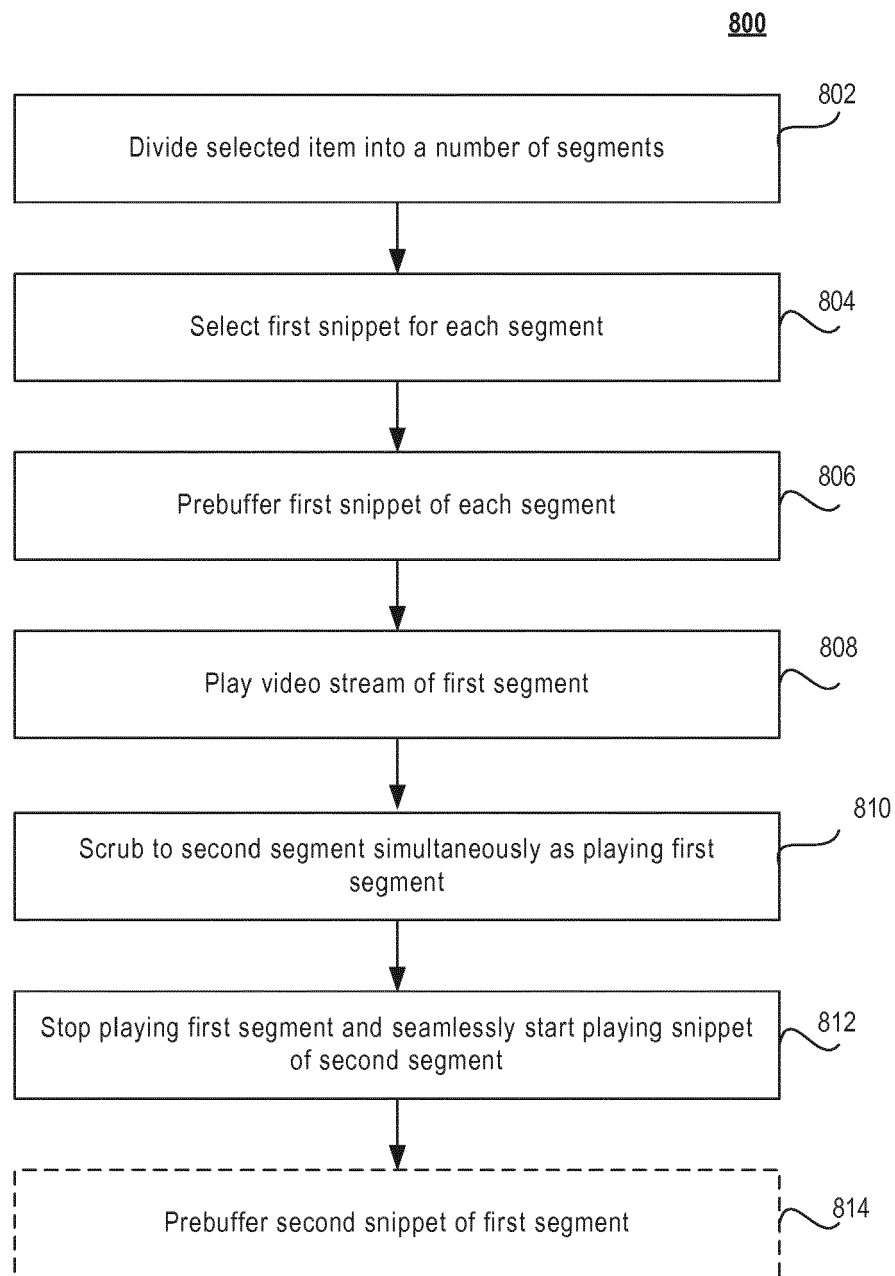 800
802
Divide selected item into a number of segments
804
Select first snippet for each segment
806
Prebuffer first snippet of each segment
808
Play video stream of first segment
810
Scrub to second segment simultaneously as playing first
segment
Stop playing first segment and seamlessly start playing snippet
of second segment
812
Prebuffer second snippet of first segment
814